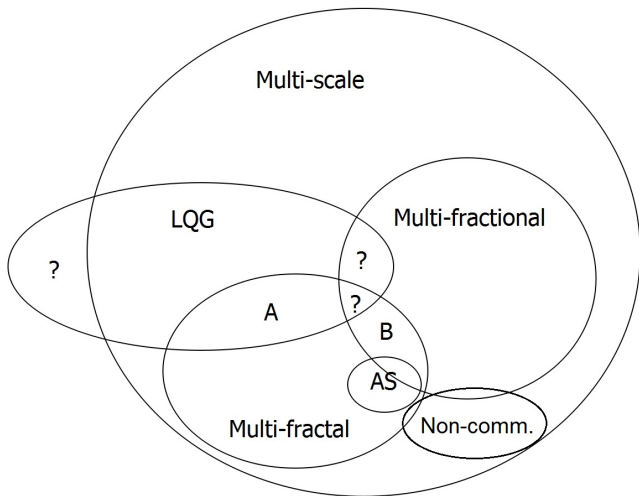 Multi-scale
LQG
Multi-fractional
?
?
?
A
B
AS
Multi-fractal
Non-comm.